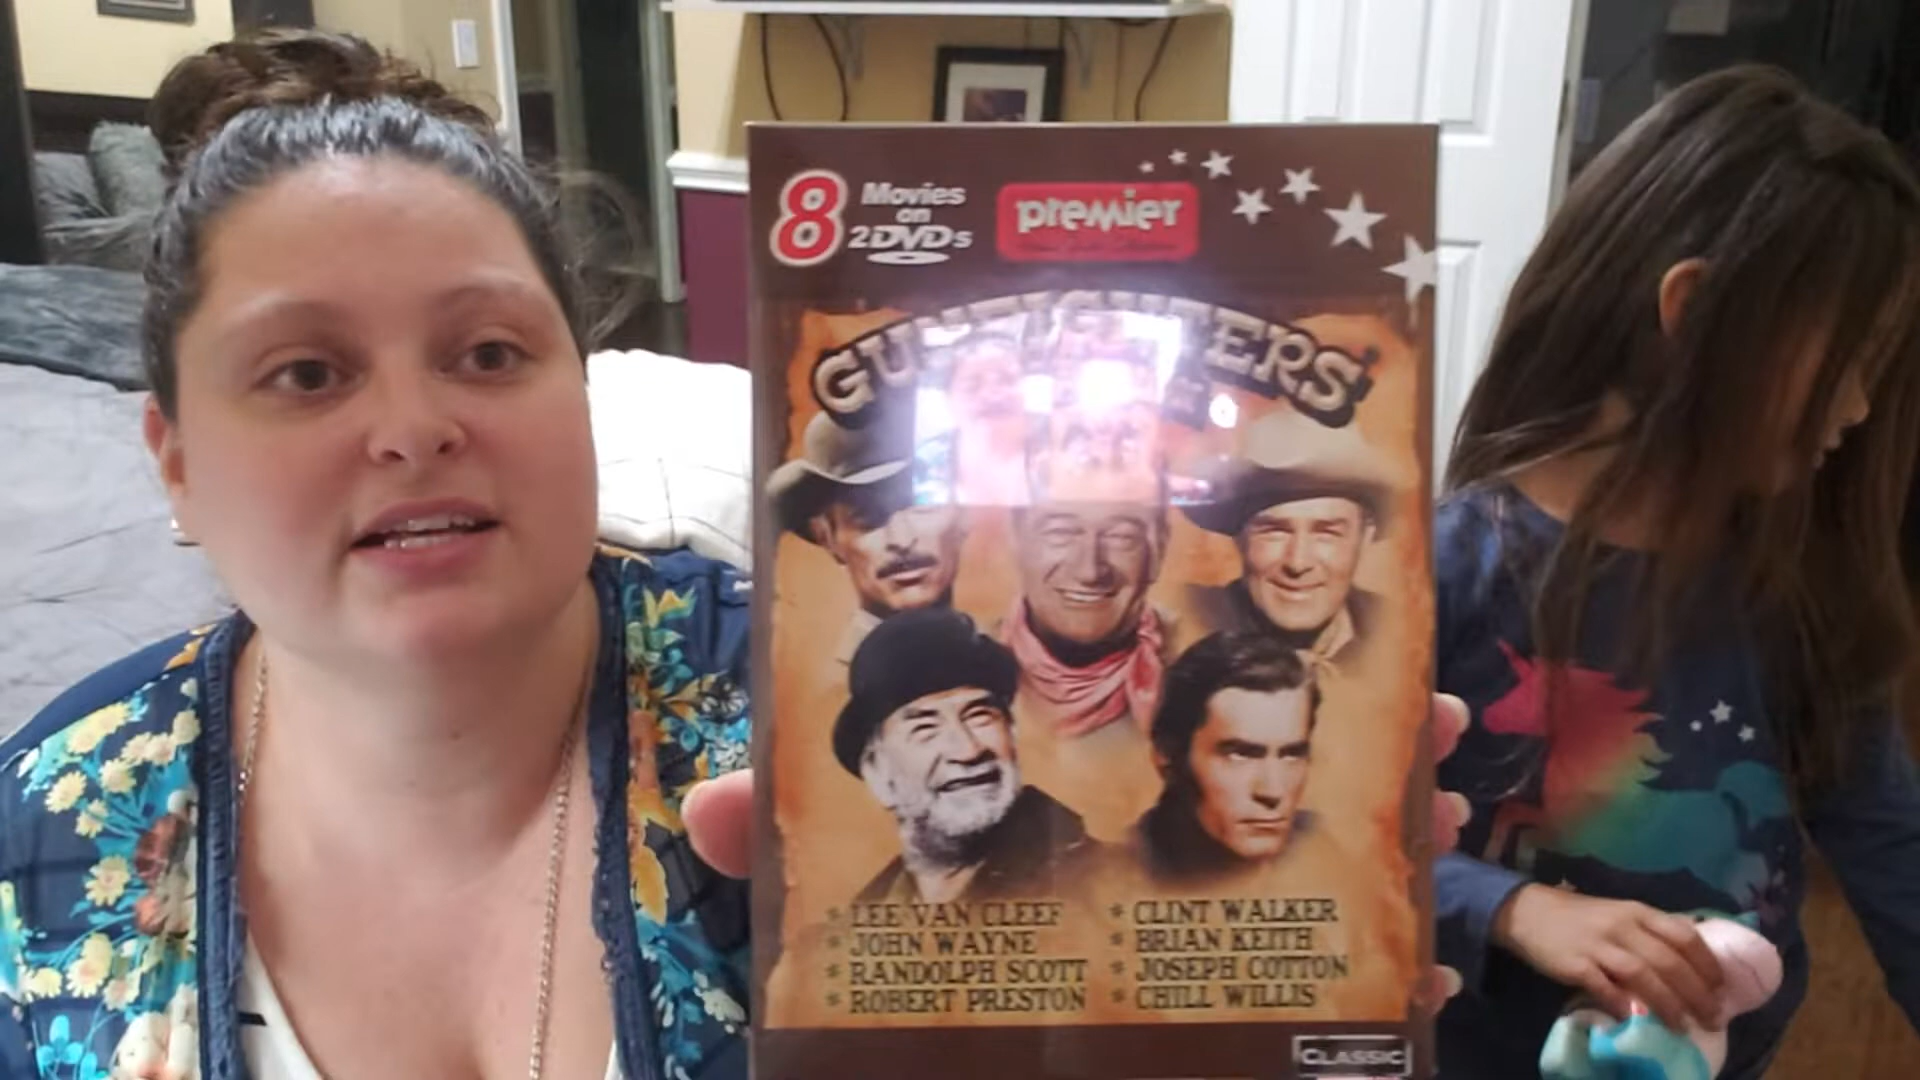 8 Movies
on
2DVDs
premier
GUNFIGHTERS
* LEE VAN CLEEF
* JOHN WAYNE
* RANDOLPH SCOTT
* ROBERT PRESTON
* CLINT WALKER
* BRIAN KEITH
* JOSEPH COTTON
* CHILL WILLIS
CLASSIC